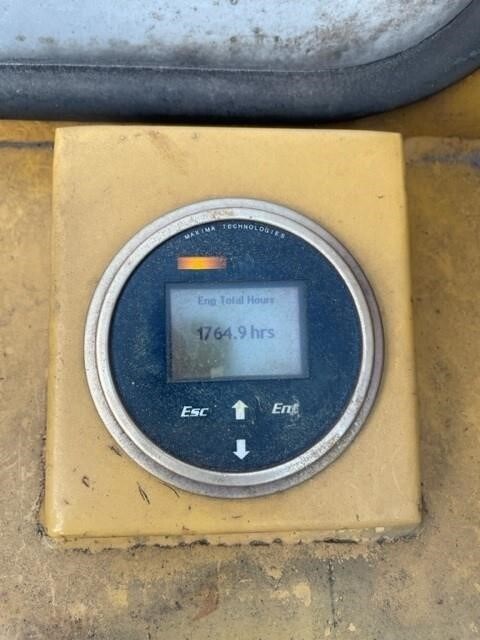 MAXIMA TECHNOLOGIES
Eng Total Hours
1764.9 hrs
Esc
Ent